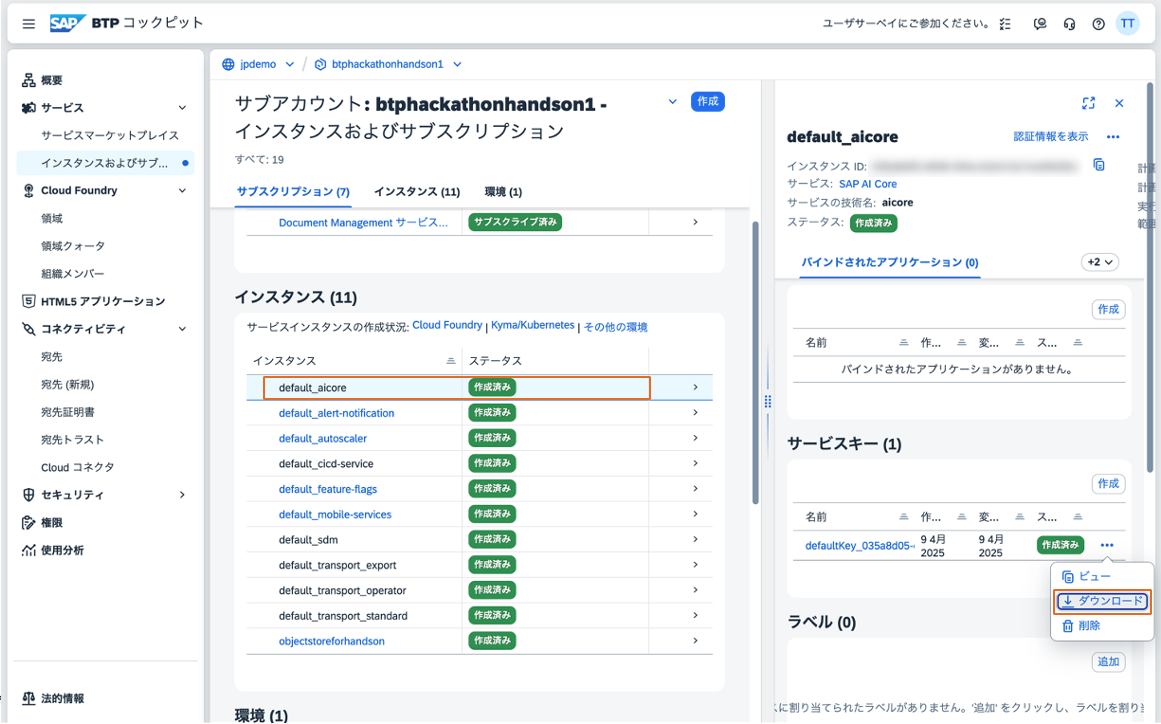 SAP BTP コックピット
ユーザサーベイにご参加ください。
TT
概要
サービス
サービスマーケットプレイス
インスタンスおよびサブ...
Cloud Foundry
領域
領域クォータ
組織メンバー
HTML5 アプリケーション
コネクティビティ
宛先
宛先 (新規)
宛先証明書
宛先トラスト
Cloud コネクタ
セキュリティ
権限
使用分析
法的情報
jpdemo / btphackathonhandson1
サブアカウント: btphackathonhandson1 -
インスタンスおよびサブスクリプション
作成
すべて: 19
サブスクリプション (7) インスタンス (11) 環境 (1)
Document Management サービス... サブスクライブ済み
インスタンス (11)
サービスインスタンスの作成状況: Cloud Foundry | Kyma/Kubernetes | その他の環境
インスタンス ステータス
default_aicore 作成済み
default_alert-notification 作成済み
default_autoscaler 作成済み
default_cicd-service 作成済み
default_feature-flags 作成済み
default_mobile-services 作成済み
default_sdm 作成済み
default_transport_export 作成済み
default_transport_operator 作成済み
default_transport_standard 作成済み
objectstoreforhandson 作成済み
環境 (1)
default_aicore 認証情報を表示 •••
インスタンス ID:
サービス: SAP AI Core
サービスの技術名: aicore
ステータス: 作成済み
バインドされたアプリケーション (0) +2
作成
名前 作... 変... ス...
バインドされたアプリケーションがありません。
サービスキー (1)
作成
名前 作... 変... ス...
defaultKey_035a8d05- 9 4月 2025 9 4月 2025 作成済み •••
ビュー
ダウンロード
削除
ラベル (0)
追加
スに割り当てられたラベルがありません。'追加' をクリックし、ラベルを割り当